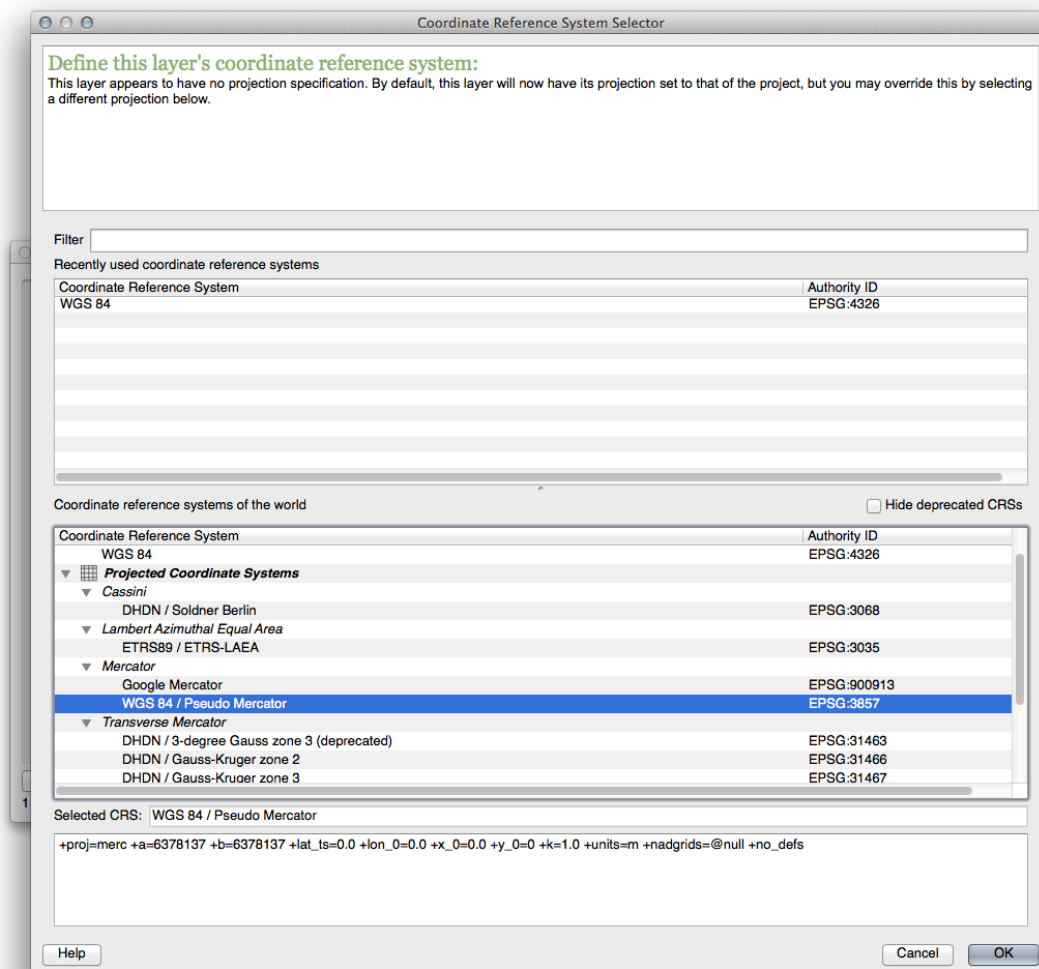 Coordinate Reference System Selector
Define this layer's coordinate reference system:
This layer appears to have no projection specification. By default, this layer will now have its projection set to that of the project, but you may override this by selecting
a different projection below.
Filter
Recently used coordinate reference systems
Coordinate Reference System Authority ID
WGS 84 EPSG:4326
Coordinate reference systems of the world Hide deprecated CRSs
Coordinate Reference System Authority ID
WGS 84 EPSG:4326
Projected Coordinate Systems
Cassini
DHDN / Soldner Berlin EPSG:3068
Lambert Azimuthal Equal Area
ETRS89 / ETRS-LAEA EPSG:3035
Mercator
Google Mercator EPSG:900913
WGS 84 / Pseudo Mercator EPSG:3857
Transverse Mercator
DHDN / 3-degree Gauss zone 3 (deprecated) EPSG:31463
DHDN / Gauss-Kruger zone 2 EPSG:31466
DHDN / Gauss-Kruger zone 3 EPSG:31467
1
Selected CRS: WGS 84 / Pseudo Mercator
+proj=merc +a=6378137 +b=6378137 +lat_ts=0.0 +lon_0=0.0 +x_0=0.0 +y_0=0 +k=1.0 +units=m +nadgrids=@null +no_defs
Help Cancel OK